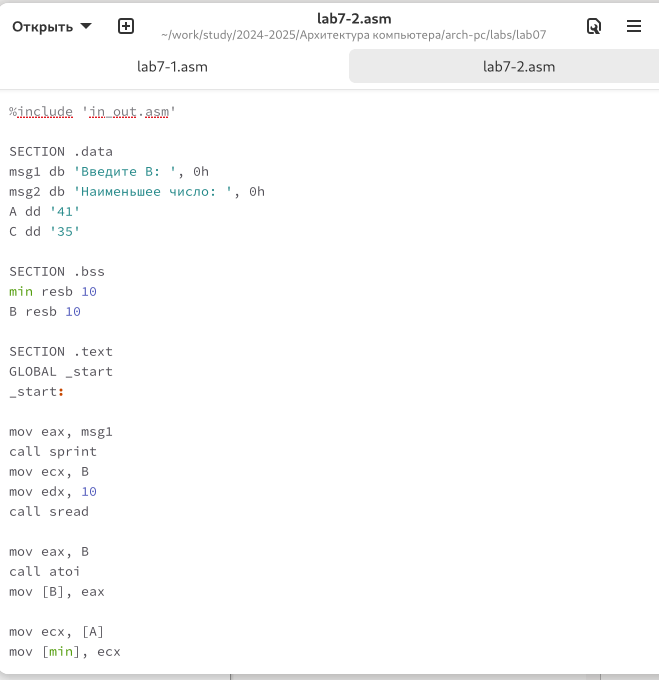 Открыть
lab7-2.asm
~/work/study/2024-2025/Архитектура компьютера/arch-pc/labs/lab07
lab7-1.asm
lab7-2.asm
%include 'in_out.asm'
SECTION .data
msg1 db 'Введите B: ', 0h
msg2 db 'Наименьшее число: ', 0h
A dd '41'
C dd '35'
SECTION .bss
min resb 10
B resb 10
SECTION .text
GLOBAL _start
_start:
mov eax, msg1
call sprint
mov ecx, B
mov edx, 10
call sread
mov eax, B
call atoi
mov [B], eax
mov ecx, [A]
mov [min], ecx